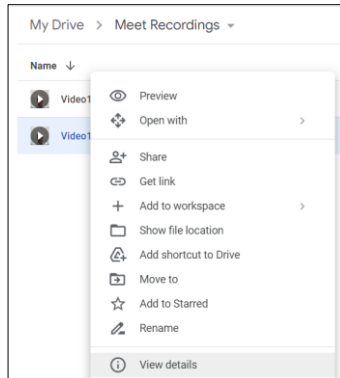 My Drive > Meet Recordings
Name ↓
Video1
Video1
Preview
Open with
Share
Get link
Add to workspace
Show file location
Add shortcut to Drive
Move to
Add to Starred
Rename
View details